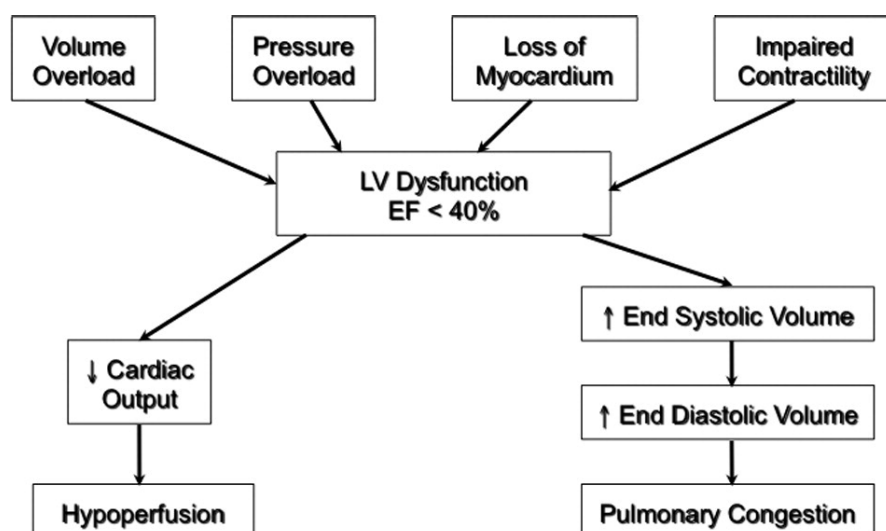 Volume
Overload
Pressure
Overload
Loss of
Myocardium
Impaired
Contractility
LV Dysfunction
EF < 40%
↑ End Systolic Volume
↓ Cardiac
Output
↑ End Diastolic Volume
Hypoperfusion
Pulmonary Congestion